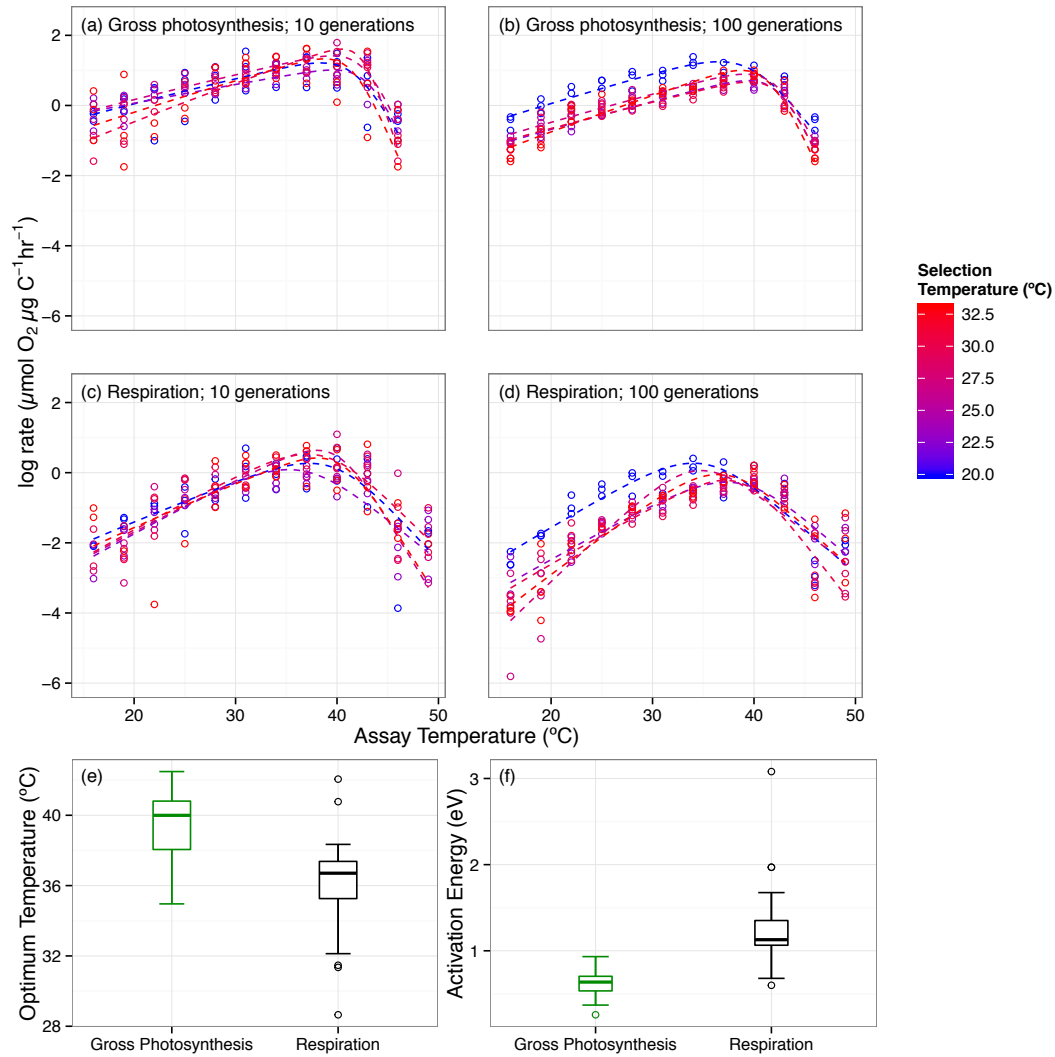 (a) Gross photosynthesis; 10 generations
(b) Gross photosynthesis; 100 generations
2
0
−2
−4
−6
log rate (μmol O₂ μg C⁻¹hr⁻¹)
Selection
Temperature (ºC)
32.5
30.0
27.5
25.0
22.5
20.0
(c) Respiration; 10 generations
(d) Respiration; 100 generations
2
0
−2
−4
−6
20 30 40 50
20 30 40 50
Assay Temperature (ºC)
(e)
Optimum Temperature (ºC)
40
36
32
28
Gross Photosynthesis Respiration
(f)
Activation Energy (eV)
3
2
1
Gross Photosynthesis Respiration